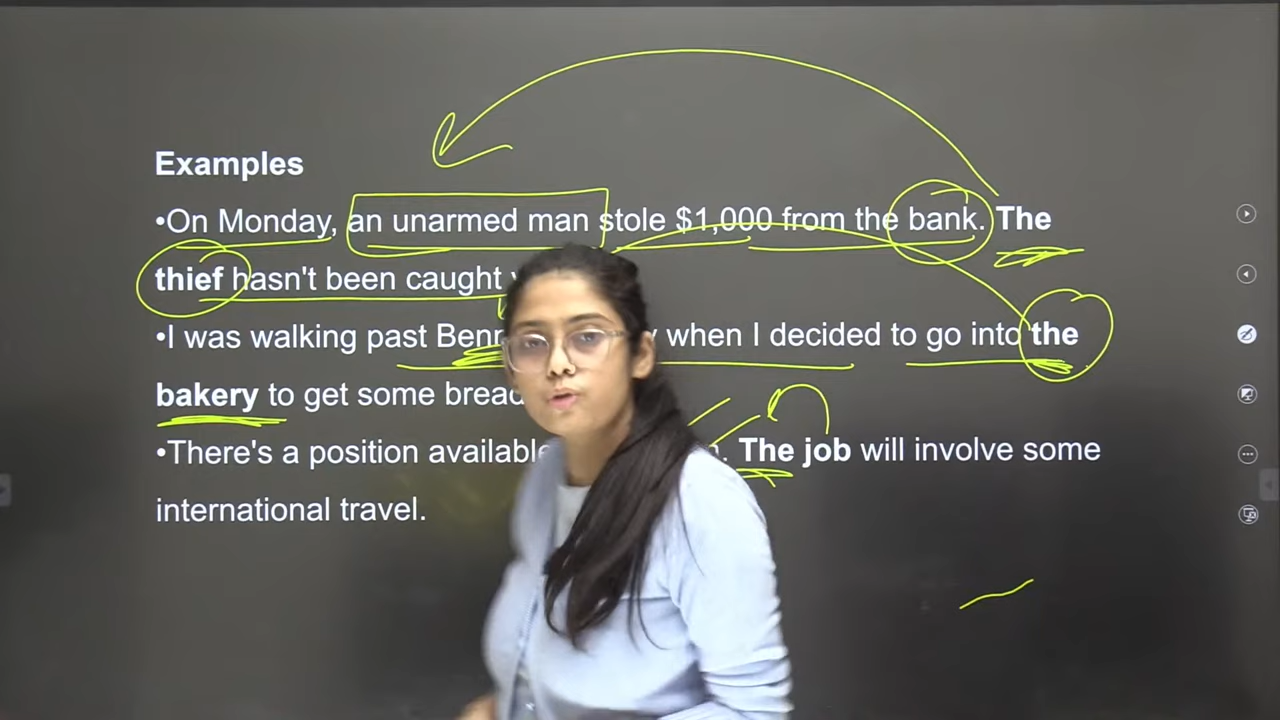 Examples
•On Monday, an unarmed man stole $1,000 from the bank. The
thief hasn't been caught
•I was walking past when I decided to go into the
bakery to get some bread
•There's a position available The job will involve some
international travel.